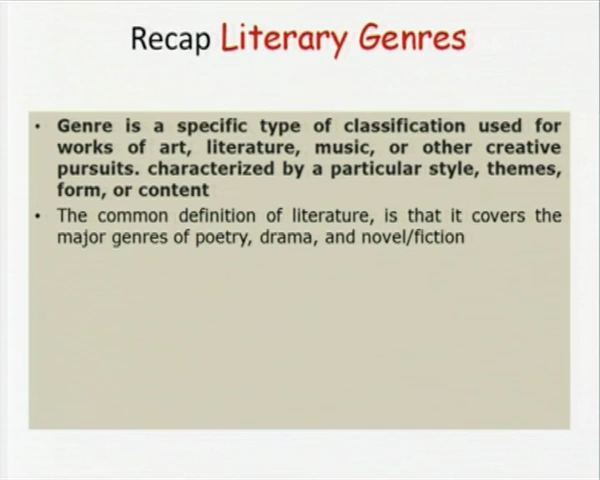 Recap Literary Genres
• Genre is a specific type of classification used for
works of art, literature, music, or other creative
pursuits. characterized by a particular style, themes,
form, or content
• The common definition of literature, is that it covers the
major genres of poetry, drama, and novel/fiction